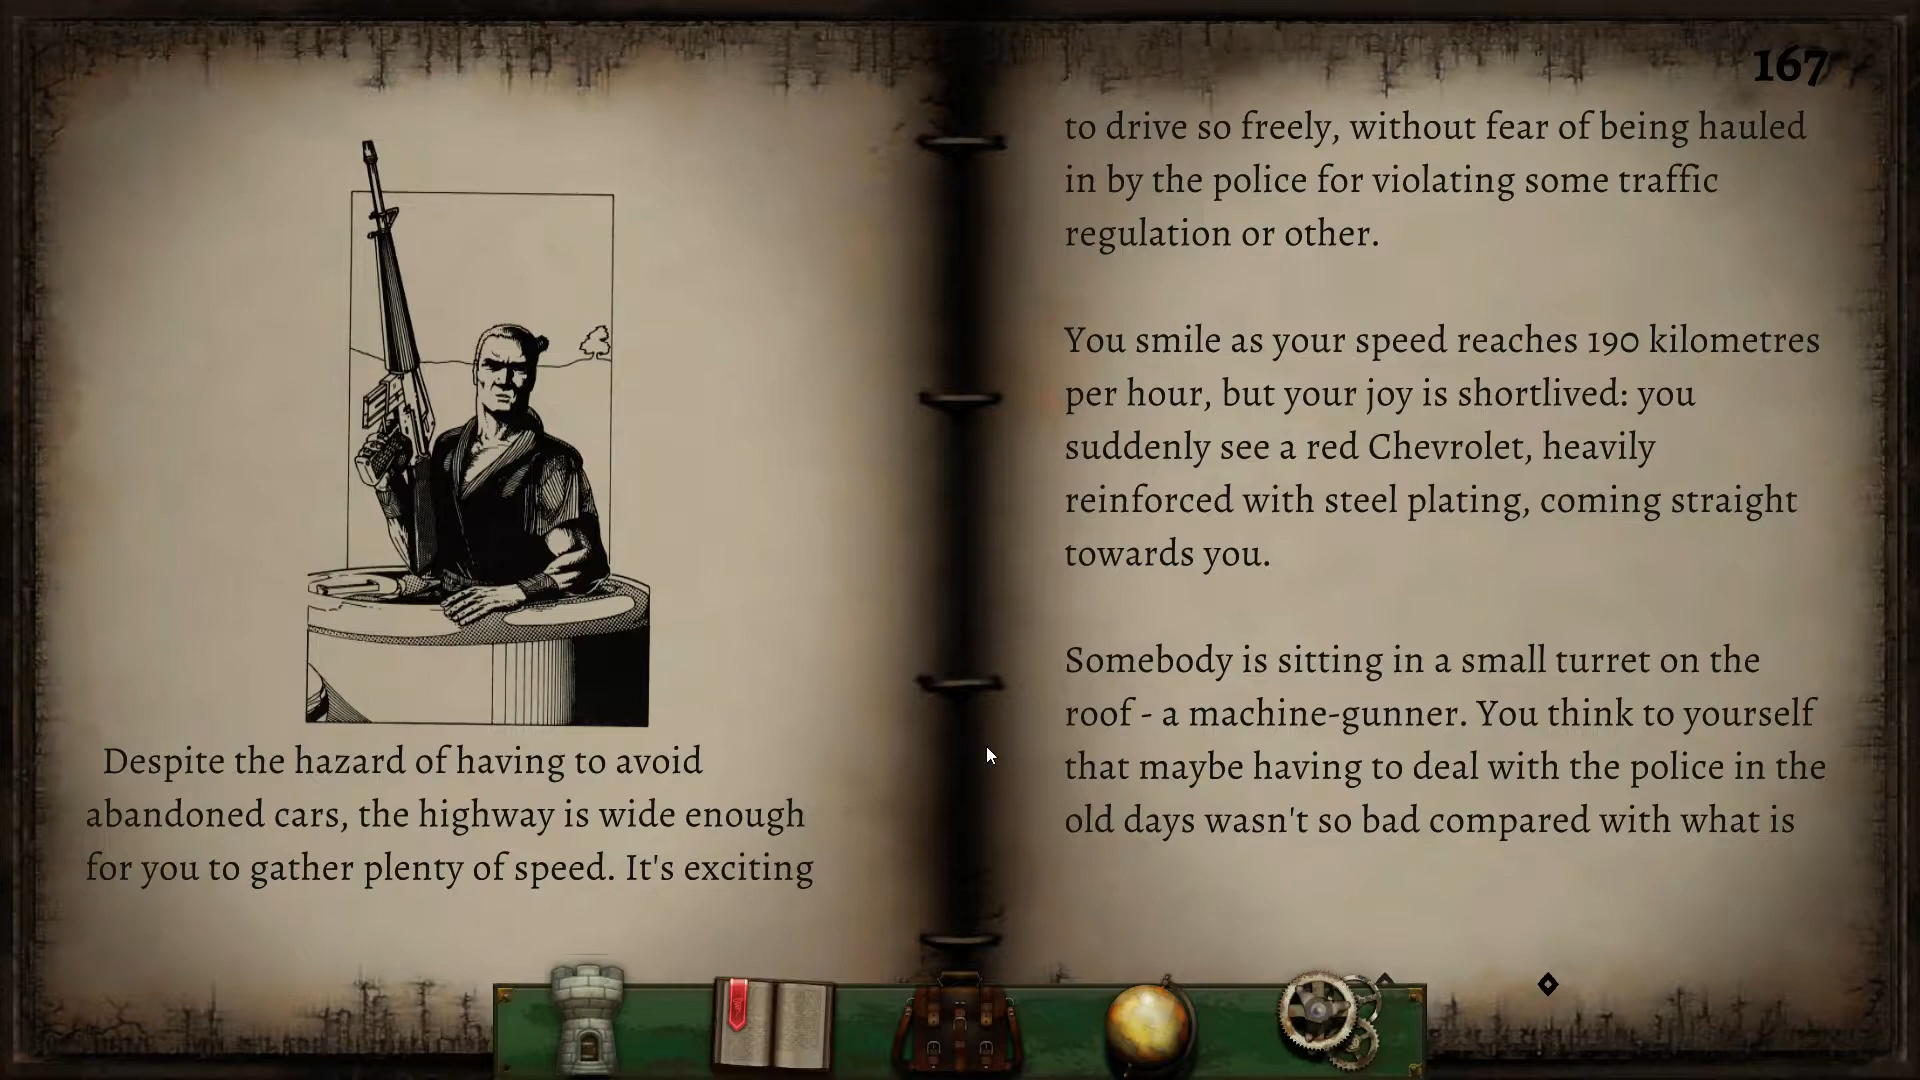 Despite the hazard of having to avoid
abandoned cars, the highway is wide enough
for you to gather plenty of speed. It's exciting
167
to drive so freely, without fear of being hauled
in by the police for violating some traffic
regulation or other.
You smile as your speed reaches 190 kilometres
per hour, but your joy is shortlived: you
suddenly see a red Chevrolet, heavily
reinforced with steel plating, coming straight
towards you.
Somebody is sitting in a small turret on the
roof - a machine-gunner. You think to yourself
that maybe having to deal with the police in the
old days wasn't so bad compared with what is